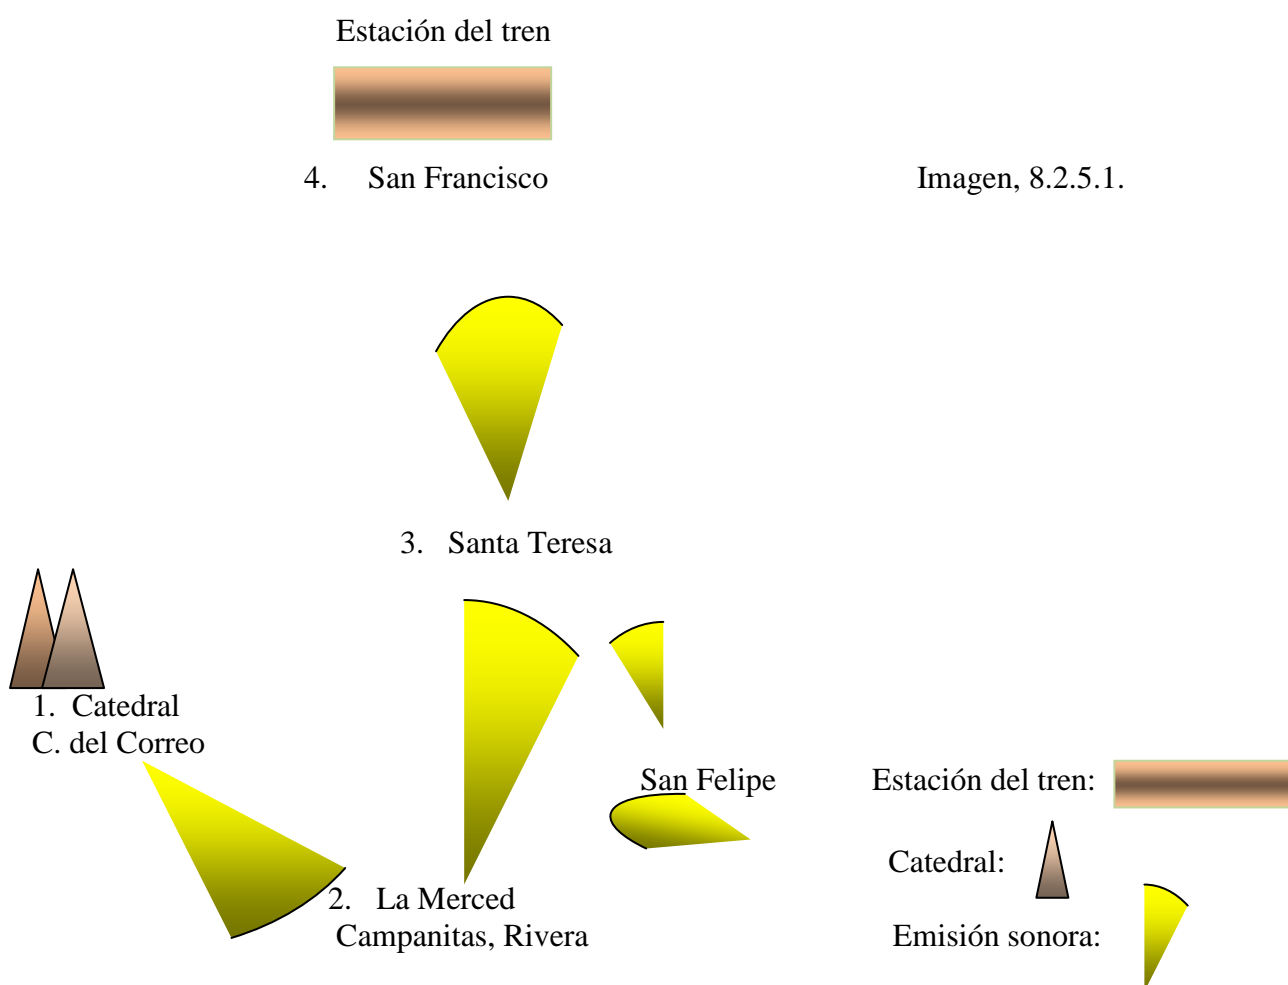 Estación del tren
4. San Francisco
Imagen, 8.2.5.1.
3. Santa Teresa
1. Catedral
C. del Correo
San Felipe
2. La Merced
Campanitas, Rivera
Estación del tren:
Catedral:
Emisión sonora: